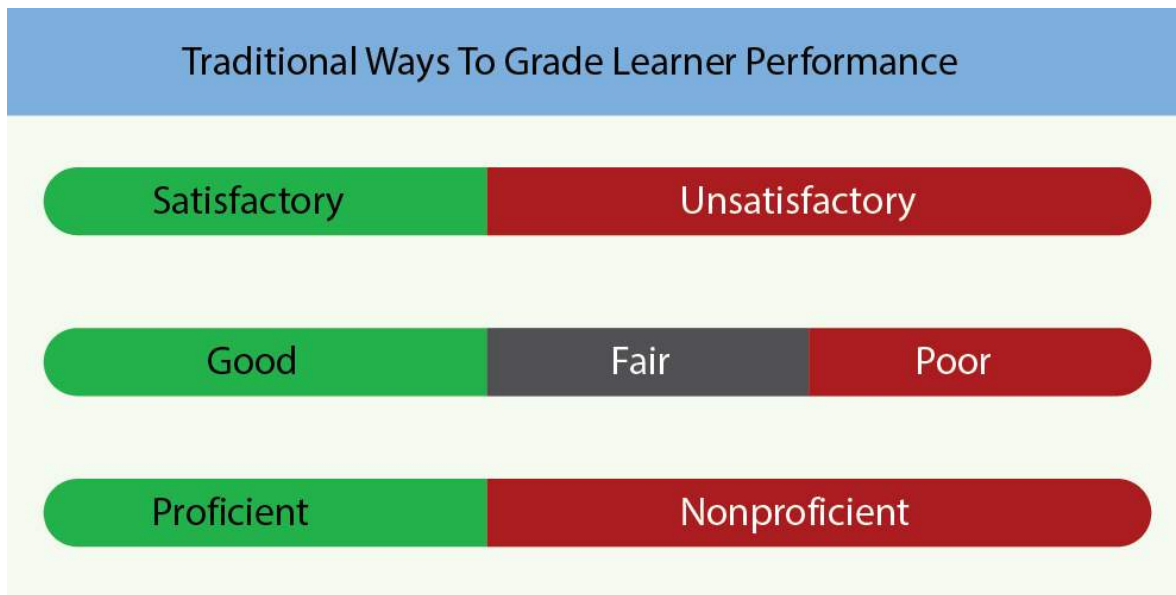 Traditional Ways To Grade Learner Performance
Satisfactory Unsatisfactory
Good Fair Poor
Proficient Nonproficient